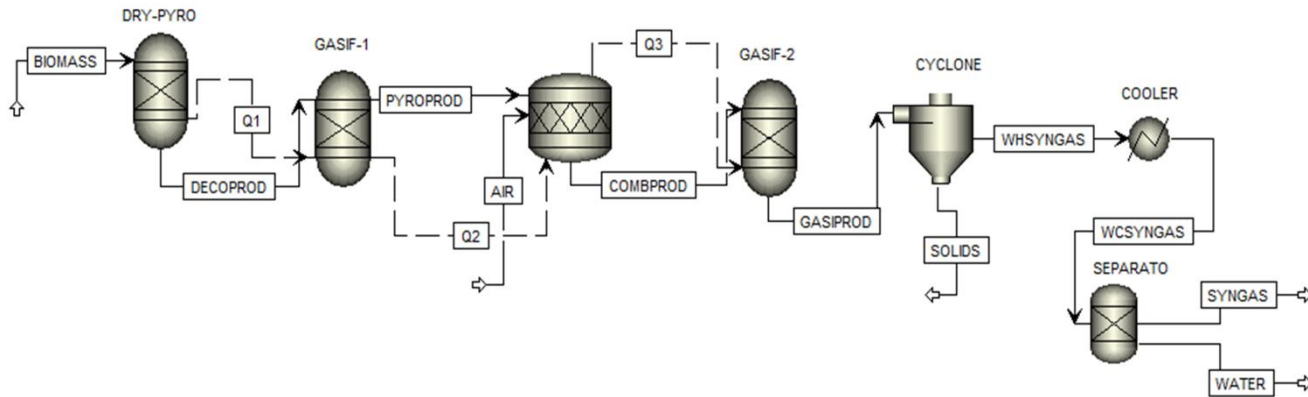 DRY-PYRO
BIOMASS
Q1
DECOPROD
GASIF-1
PYROPROD
Q2
AIR
Q3
COMBPROD
GASIF-2
GASIPROD
CYCLONE
SOLIDS
WHSYNGAS
COOLER
WCSYNGAS
SEPARATO
SYNGAS
WATER